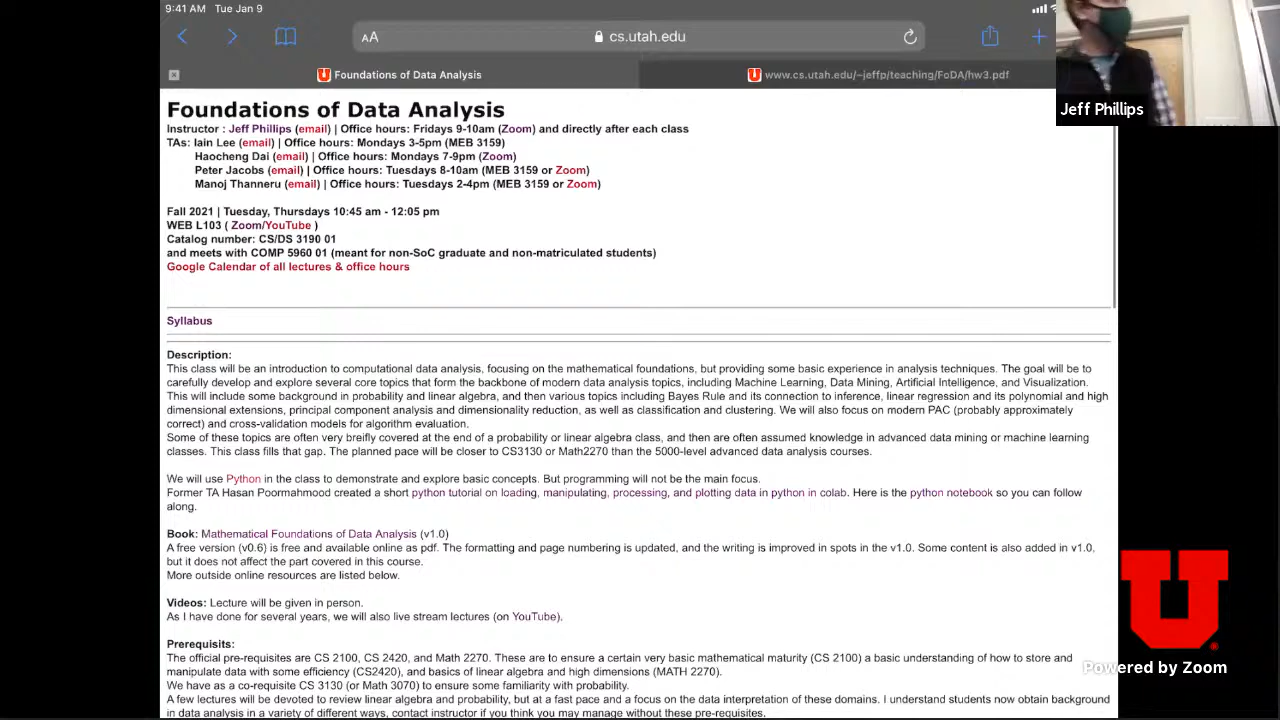 9:41 AM Tue Jan 9
AA
cs.utah.edu
Foundations of Data Analysis
www.cs.utah.edu/~jeffp/teaching/FoDA/hw3.pdf
Jeff Phillips
Foundations of Data Analysis
Instructor : Jeff Phillips (email) | Office hours: Fridays 9-10am (Zoom) and directly after each class
TAs: Iain Lee (email) | Office hours: Mondays 3-5pm (MEB 3159)
Haocheng Dai (email) | Office hours: Mondays 7-9pm (Zoom)
Peter Jacobs (email) | Office hours: Tuesdays 8-10am (MEB 3159 or Zoom)
Manoj Thanneru (email) | Office hours: Tuesdays 2-4pm (MEB 3159 or Zoom)
Fall 2021 | Tuesday, Thursdays 10:45 am - 12:05 pm
WEB L103 ( Zoom/YouTube )
Catalog number: CS/DS 3190 01
and meets with COMP 5960 01 (meant for non-SoC graduate and non-matriculated students)
Google Calendar of all lectures & office hours
Syllabus
Description:
This class will be an introduction to computational data analysis, focusing on the mathematical foundations, but providing some basic experience in analysis techniques. The goal will be to
carefully develop and explore several core topics that form the backbone of modern data analysis topics, including Machine Learning, Data Mining, Artificial Intelligence, and Visualization.
This will include some background in probability and linear algebra, and then various topics including Bayes Rule and its connection to inference, linear regression and its polynomial and high
dimensional extensions, principal component analysis and dimensionality reduction, as well as classification and clustering. We will also focus on modern PAC (probably approximately
correct) and cross-validation models for algorithm evaluation.
Some of these topics are often very breifly covered at the end of a probability or linear algebra class, and then are often assumed knowledge in advanced data mining or machine learning
classes. This class fills that gap. The planned pace will be closer to CS3130 or Math2270 than the 5000-level advanced data analysis courses.
We will use Python in the class to demonstrate and explore basic concepts. But programming will not be the main focus.
Former TA Hasan Poormahmood created a short python tutorial on loading, manipulating, processing, and plotting data in python in colab. Here is the python notebook so you can follow
along.
Book: Mathematical Foundations of Data Analysis (v1.0)
A free version (v0.6) is free and available online as pdf. The formatting and page numbering is updated, and the writing is improved in spots in the v1.0. Some content is also added in v1.0,
but it does not affect the part covered in this course.
More outside online resources are listed below.
Videos: Lecture will be given in person.
As I have done for several years, we will also live stream lectures (on YouTube).
Prerequisits:
The official pre-requisites are CS 2100, CS 2420, and Math 2270. These are to ensure a certain very basic mathematical maturity (CS 2100) a basic understanding of how to store and
manipulate data with some efficiency (CS2420), and basics of linear algebra and high dimensions (MATH 2270).
We have as a co-requisite CS 3130 (or Math 3070) to ensure some familiarity with probability.
A few lectures will be devoted to review linear algebra and probability, but at a fast pace and a focus on the data interpretation of these domains. I understand students now obtain background
in data analysis in a variety of different ways, contact instructor if you think you may manage without these pre-requisites.
U
Powered by Zoom